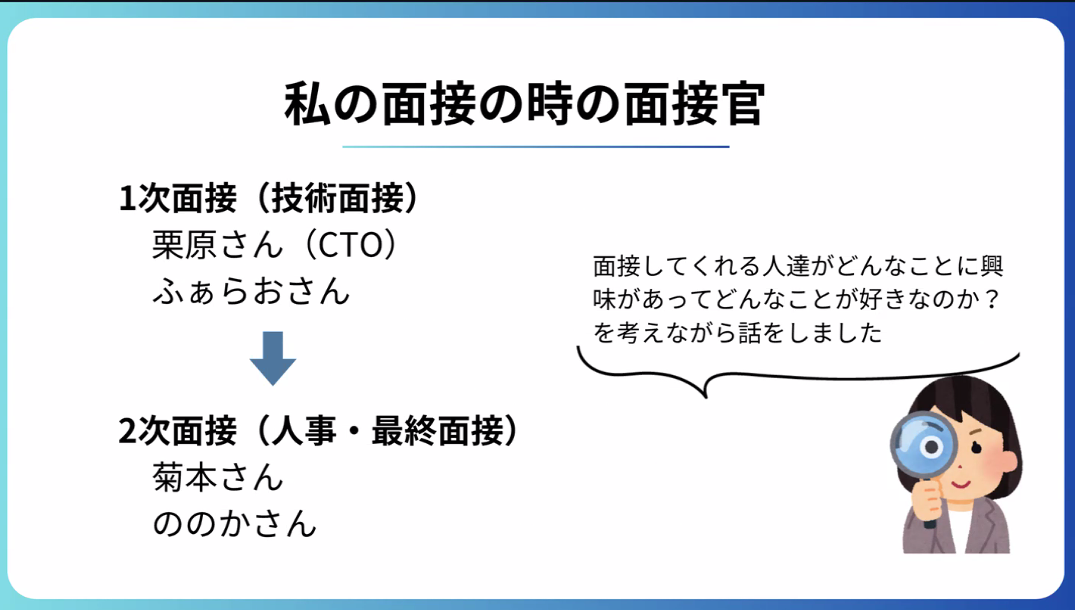 私の面接の時の面接官
1次面接（技術面接）
栗原さん（CTO）
ふぁらおさん
2次面接（人事・最終面接）
菊本さん
ののかさん
面接してくれる人達がどんなことに興
味があってどんなことが好きなのか？
を考えながら話をしました